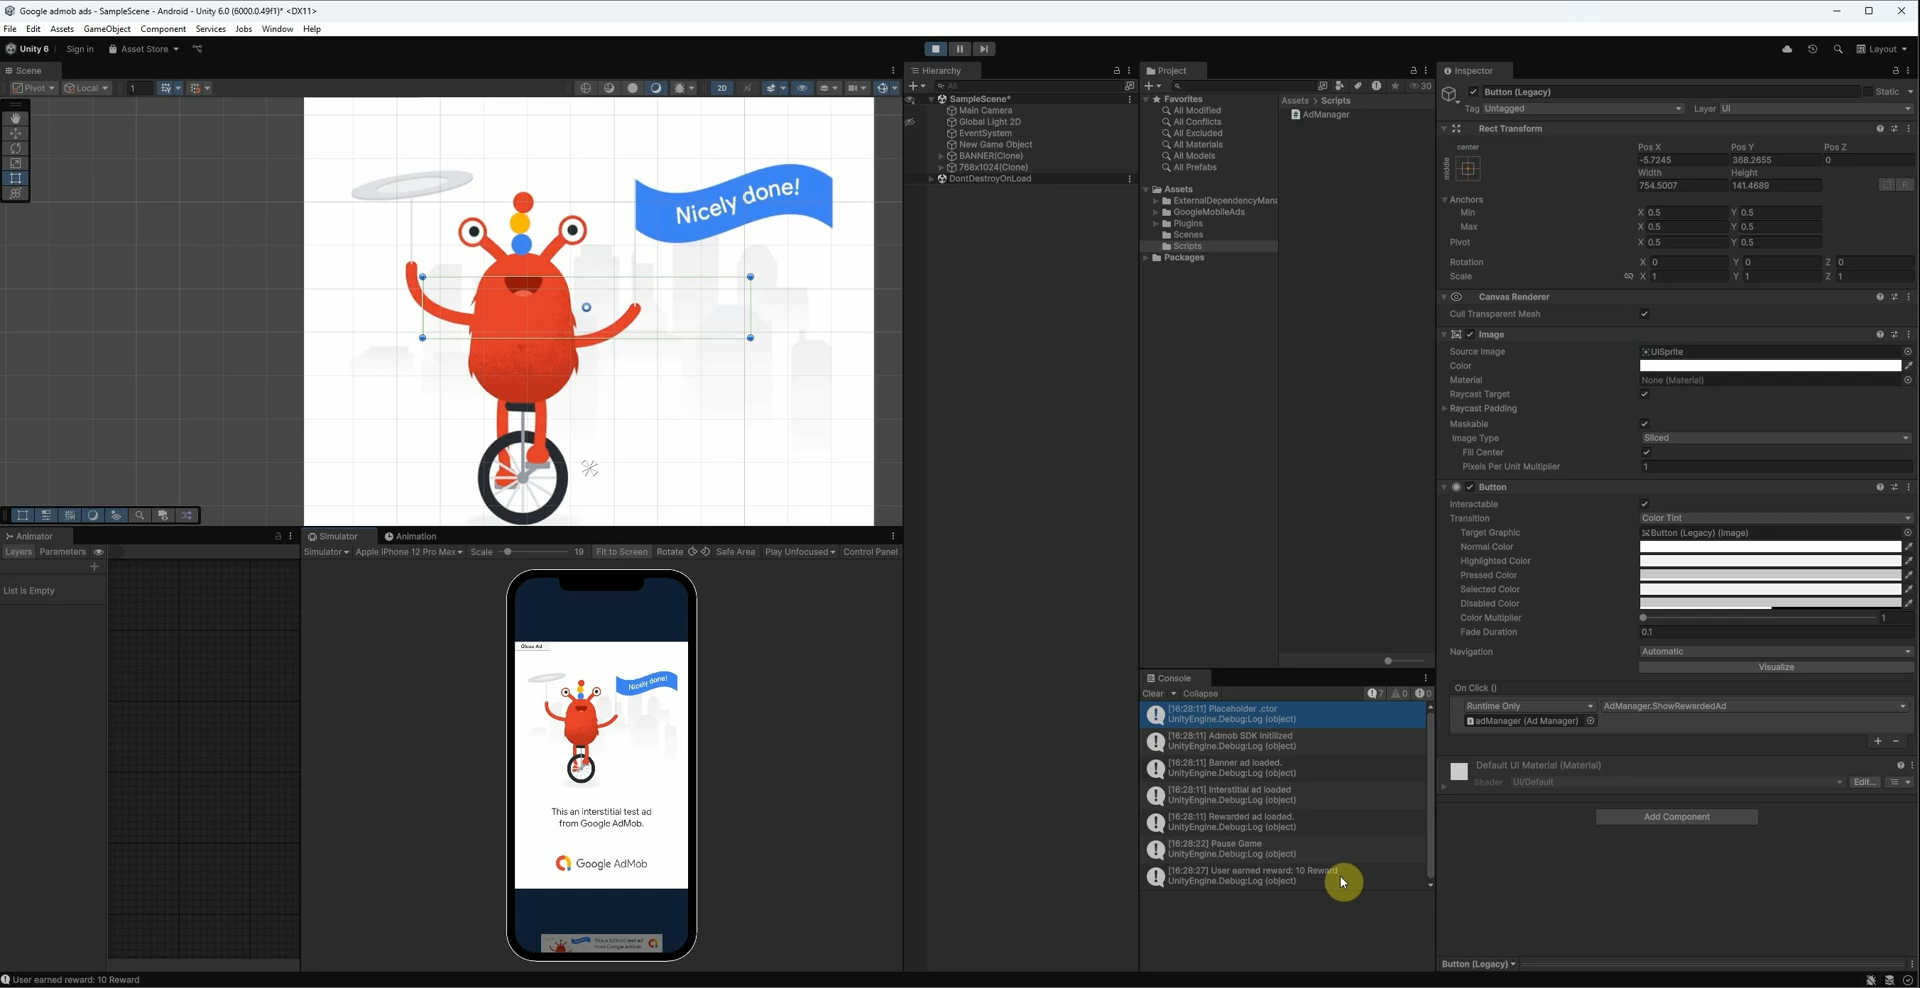 Google admob ads - SampleScene - Android - Unity 6.0 (6000.0.49f1)* <DX11>
File Edit Assets GameObject Component Services Jobs Window Help
Unity 6 Sign in Asset Store Layout
Scene
Pivot Local 1 2D
Nicely done!
Hierarchy
All
SampleScene*
Main Camera
Global Light 2D
EventSystem
New Game Object
BANNER(Clone)
768x1024(Clone)
DontDestroyOnLoad
Project
30
Favorites
All Modified
All Conflicts
All Excluded
All Materials
All Models
All Prefabs
Assets
ExternalDependencyMana
GoogleMobileAds
Plugins
Scenes
Scripts
Packages
Assets > Scripts
AdManager
Inspector
Button (Legacy) Static
Tag Untagged Layer UI
Rect Transform
center
middle
Pos X Pos Y Pos Z
-5.7245 368.2655 0
Width Height
754.5007 141.4689
R
Anchors
Min X 0.5 Y 0.5
Max X 0.5 Y 0.5
Pivot X 0.5 Y 0.5
Rotation X 0 Y 0 Z 0
Scale X 1 Y 1 Z 1
Canvas Renderer
Cull Transparent Mesh
Image
Source Image UISprite
Color
Material None (Material)
Raycast Target
Raycast Padding
Maskable
Image Type Sliced
Fill Center
Pixels Per Unit Multiplier 1
Button
Interactable
Transition Color Tint
Target Graphic Button (Legacy) (Image)
Normal Color
Highlighted Color
Pressed Color
Selected Color
Disabled Color
Color Multiplier 1
Fade Duration 0.1
Navigation Automatic
Visualize
On Click ()
Runtime Only AdManager.ShowRewardedAd
adManager (Ad Manager)
Default UI Material (Material)
Shader UI/Default Edit...
Add Component
Button (Legacy)
Animator
Layers Parameters
List is Empty
Simulator Animation
Simulator Apple iPhone 12 Pro Max Scale 19 Fit to Screen Rotate Safe Area Play Unfocused Control Panel
Close Ad
Nicely done!
This an interstitial test ad
from Google AdMob.
Google AdMob
from Google AdMob.
Console
Clear Collapse 7 0 0
[16:28:11] Placeholder .ctor
UnityEngine.Debug:Log (object)
[16:28:11] Admob SDK Initilized
UnityEngine.Debug:Log (object)
[16:28:11] Banner ad loaded.
UnityEngine.Debug:Log (object)
[16:28:11] Interstitial ad loaded
UnityEngine.Debug:Log (object)
[16:28:11] Rewarded ad loaded.
UnityEngine.Debug:Log (object)
[16:28:22] Pause Game
UnityEngine.Debug:Log (object)
[16:28:27] User earned reward: 10 Reward
UnityEngine.Debug:Log (object)
User earned reward: 10 Reward